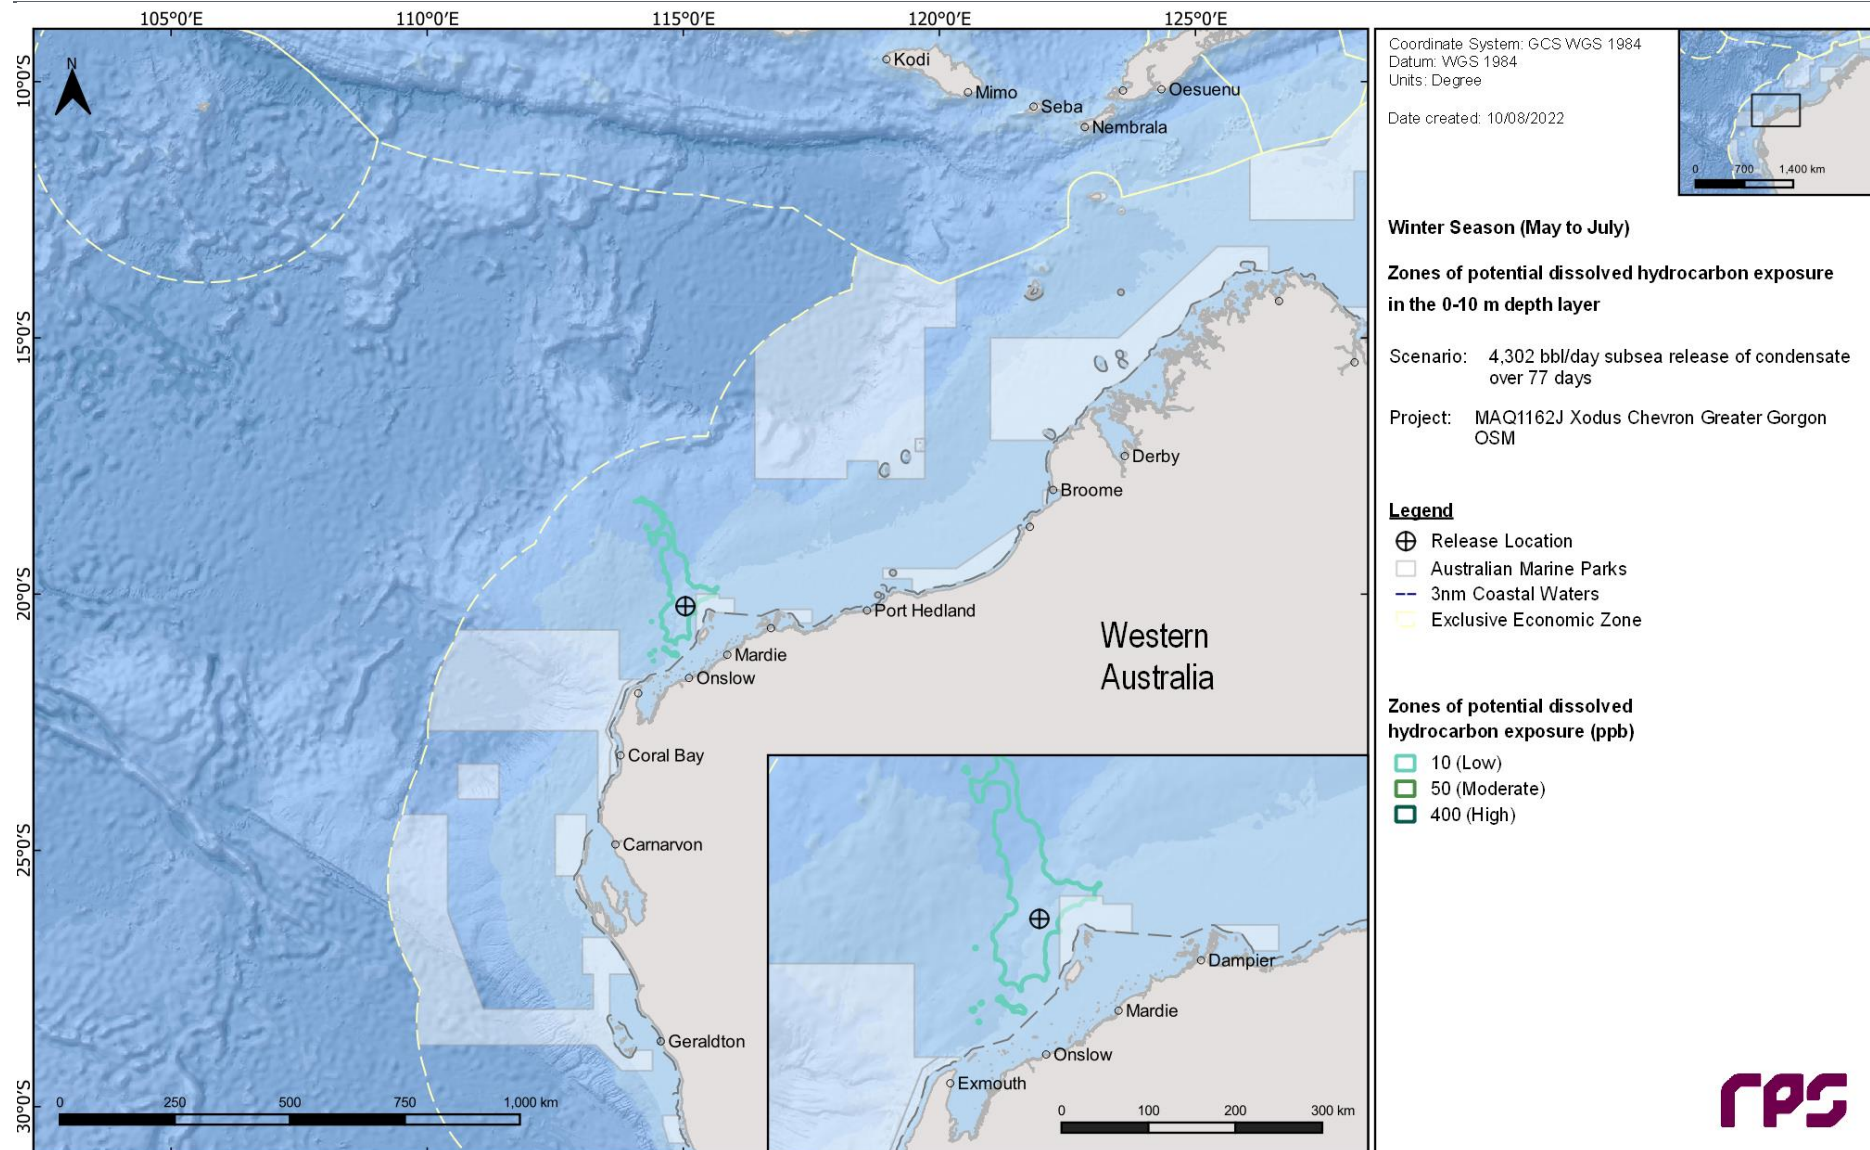 105°0'E 110°0'E 115°0'E 120°0'E 125°0'E
10°0'S
15°0'S
20°0'S
25°0'S
30°0'S
N
Kodi
Mimo
Seba
Oesuenu
Nembrala
Derby
Broome
Port Hedland
Mardie
Onslow
Coral Bay
Carnarvon
Geraldton
Western
Australia
0 250 500 750 1,000 km
Dampier
Mardie
Onslow
Exmouth
0 100 200 300 km
Coordinate System: GCS WGS 1984
Datum: WGS 1984
Units: Degree
Date created: 10/08/2022
0 700 1,400 km
Winter Season (May to July)
Zones of potential dissolved hydrocarbon exposure
in the 0-10 m depth layer
Scenario: 4,302 bbl/day subsea release of condensate
over 77 days
Project: MAQ1162J Xodus Chevron Greater Gorgon
OSM
Legend
Release Location
Australian Marine Parks
3nm Coastal Waters
Exclusive Economic Zone
Zones of potential dissolved
hydrocarbon exposure (ppb)
10 (Low)
50 (Moderate)
400 (High)
rps